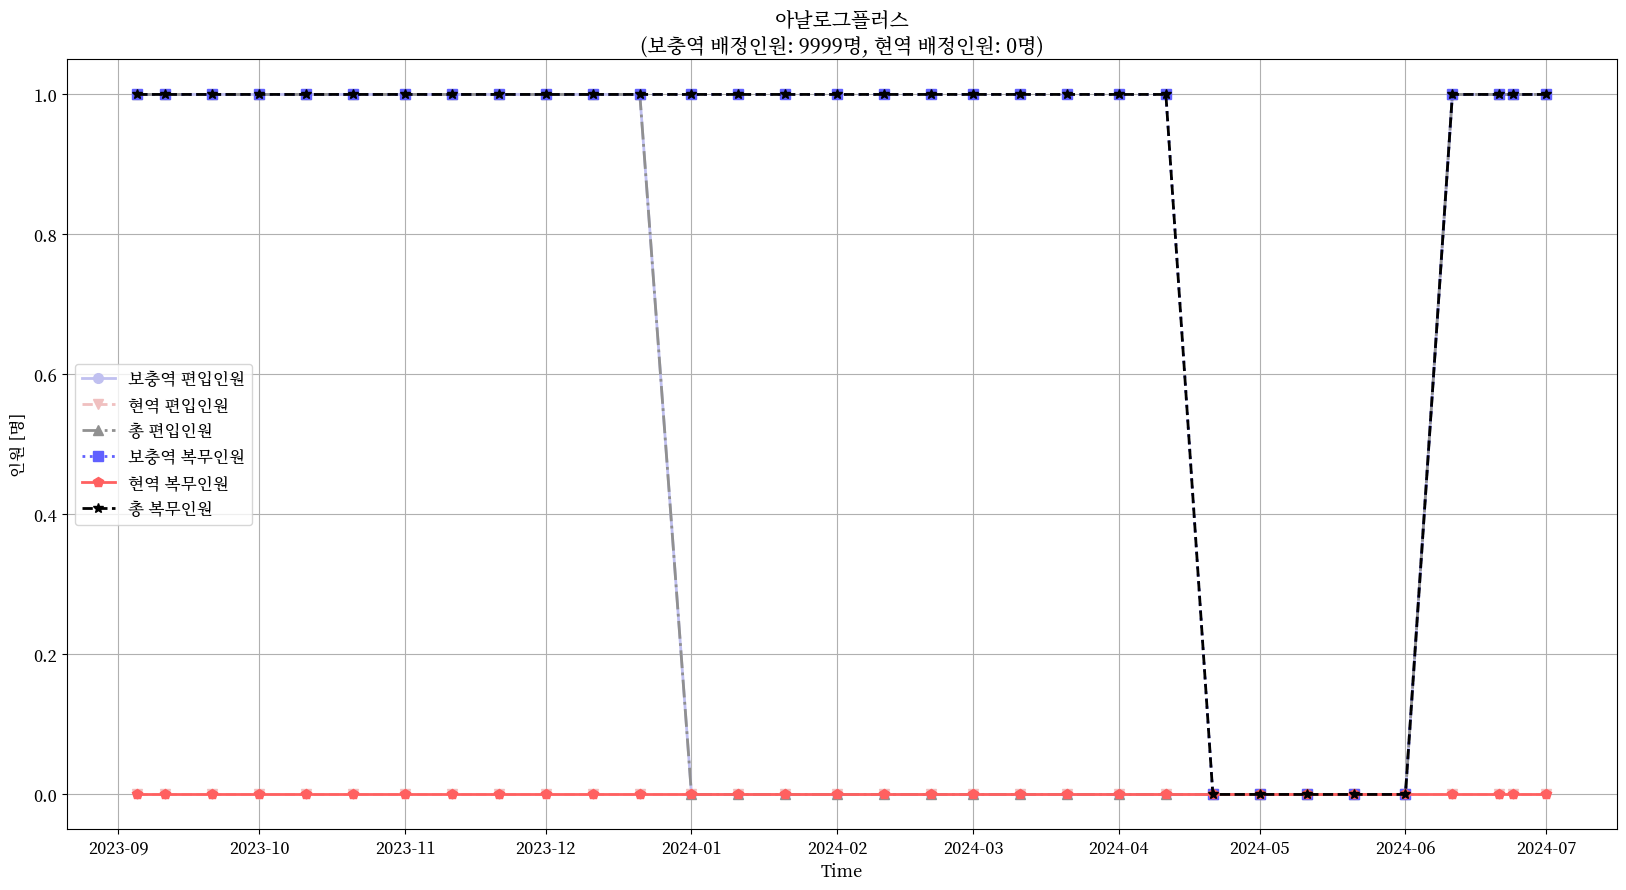 아날로그플러스
(보충역 배정인원: 9999명, 현역 배정인원: 0명)
인원 [명]
1.0
0.8
0.6
0.4
0.2
0.0
보충역 편입인원
현역 편입인원
총 편입인원
보충역 복무인원
현역 복무인원
총 복무인원
2023-09 2023-10 2023-11 2023-12 2024-01 2024-02 2024-03 2024-04 2024-05 2024-06 2024-07
Time